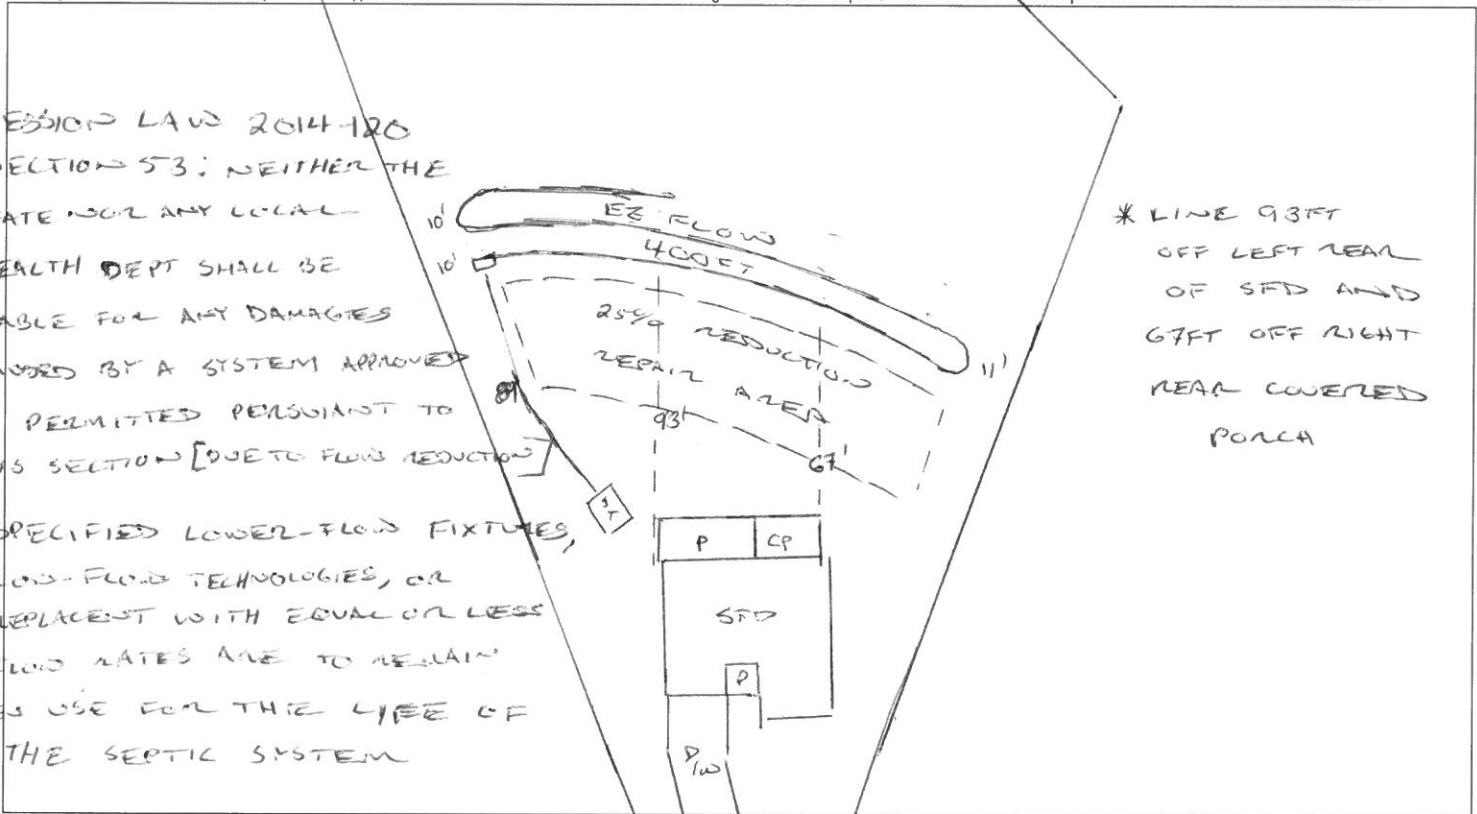 ESSION LAW 2014-120
ECTION 53: NEITHER THE
ATE NOR ANY LOCAL
EALTH DEPT SHALL BE
ABLE FOR ANY DAMAGES
USED BY A SYSTEM APPROVED
PERMITTED PERSUIANT TO
S SECTION [DUE TO FLOW REDUCTION]
SPECIFIED LOWER-FLOW FIXTURES,
LOW-FLOW TECHNOLOGIES, OR
REPLACENT WITH EQUAL OR LESS
FLOW RATES ARE TO REMAIN
USE FOR THE LIFE OF
THE SEPTIC SYSTEM
10'
EZ FLOW
10'
400FT
25% REDUCTION
REPAIR AREA
11'
93'
67'
ST
P
CP
SFD
P
D/W
* LINE 93FT
OFF LEFT REAR
OF SFD AND
67FT OFF RIGHT
REAR COVERED
PORCH